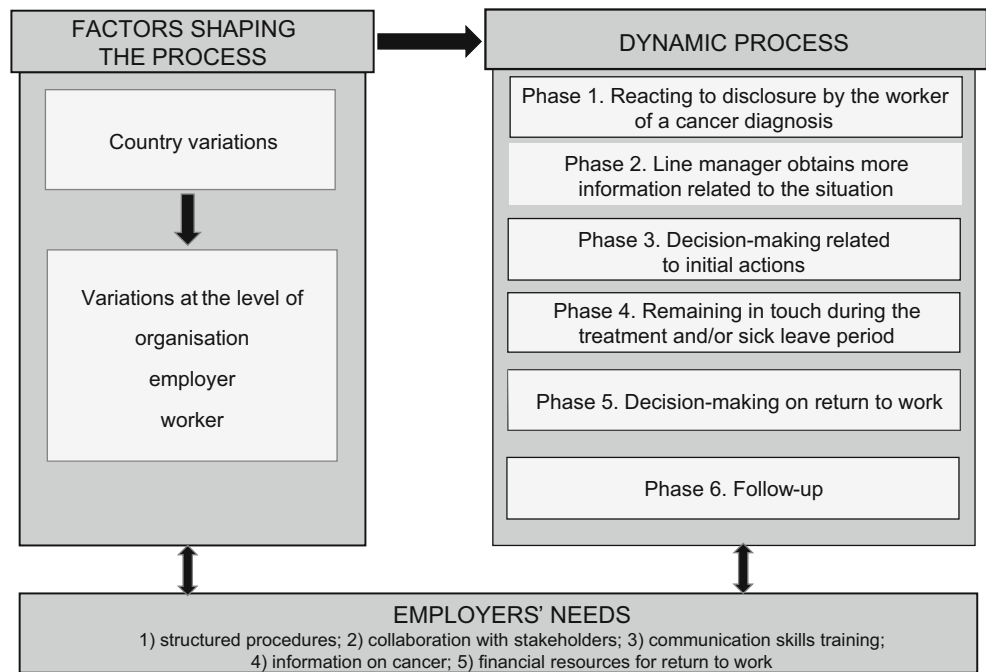 FACTORS SHAPING
THE PROCESS
Country variations
Variations at the level of
organisation
employer
worker
DYNAMIC PROCESS
Phase 1. Reacting to disclosure by the worker
of a cancer diagnosis
Phase 2. Line manager obtains more
information related to the situation
Phase 3. Decision-making related
to initial actions
Phase 4. Remaining in touch during the
treatment and/or sick leave period
Phase 5. Decision-making on return to work
Phase 6. Follow-up
EMPLOYERS’ NEEDS
1) structured procedures; 2) collaboration with stakeholders; 3) communication skills training;
4) information on cancer; 5) financial resources for return to work